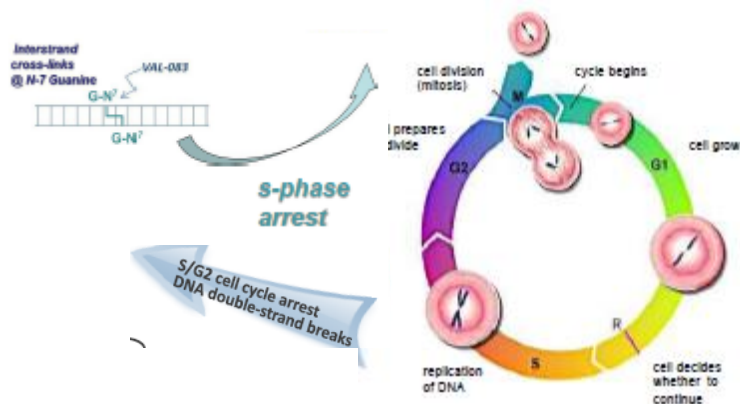 Interstrand
cross-links
@ N-7 Guanine
VAL-083
G-N7
G-N7
s-phase
arrest
S/G2 cell cycle arrest
DNA double-strand breaks
cell division
(mitosis)
cycle begins
M
prepares
divide
G2
G1
cell grow
R
S
replication
of DNA
cell decides
whether to
continue